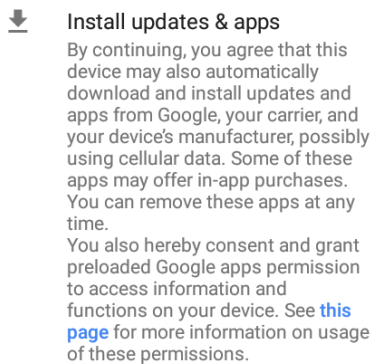 Install updates & apps
By continuing, you agree that this
device may also automatically
download and install updates and
apps from Google, your carrier, and
your device’s manufacturer, possibly
using cellular data. Some of these
apps may offer in-app purchases.
You can remove these apps at any
time.
You also hereby consent and grant
preloaded Google apps permission
to access information and
functions on your device. See this
page for more information on usage
of these permissions.